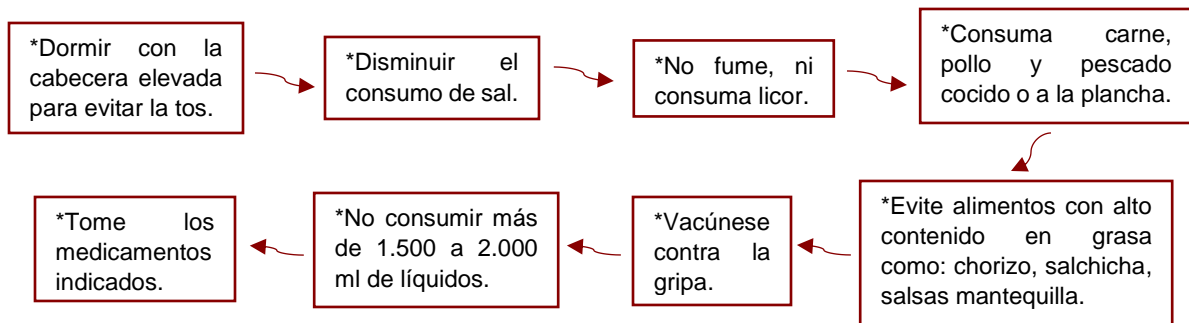 *Dormir con la
cabecera elevada
para evitar la tos.
*Disminuir el
consumo de sal.
*No fume, ni
consuma licor.
*Consuma carne,
pollo y pescado
cocido o a la plancha.
*Evite alimentos con alto
contenido en grasa
como: chorizo, salchicha,
salsas mantequilla.
*Vacúnese
contra la
gripa.
*No consumir más
de 1.500 a 2.000
ml de líquidos.
*Tome los
medicamentos
indicados.